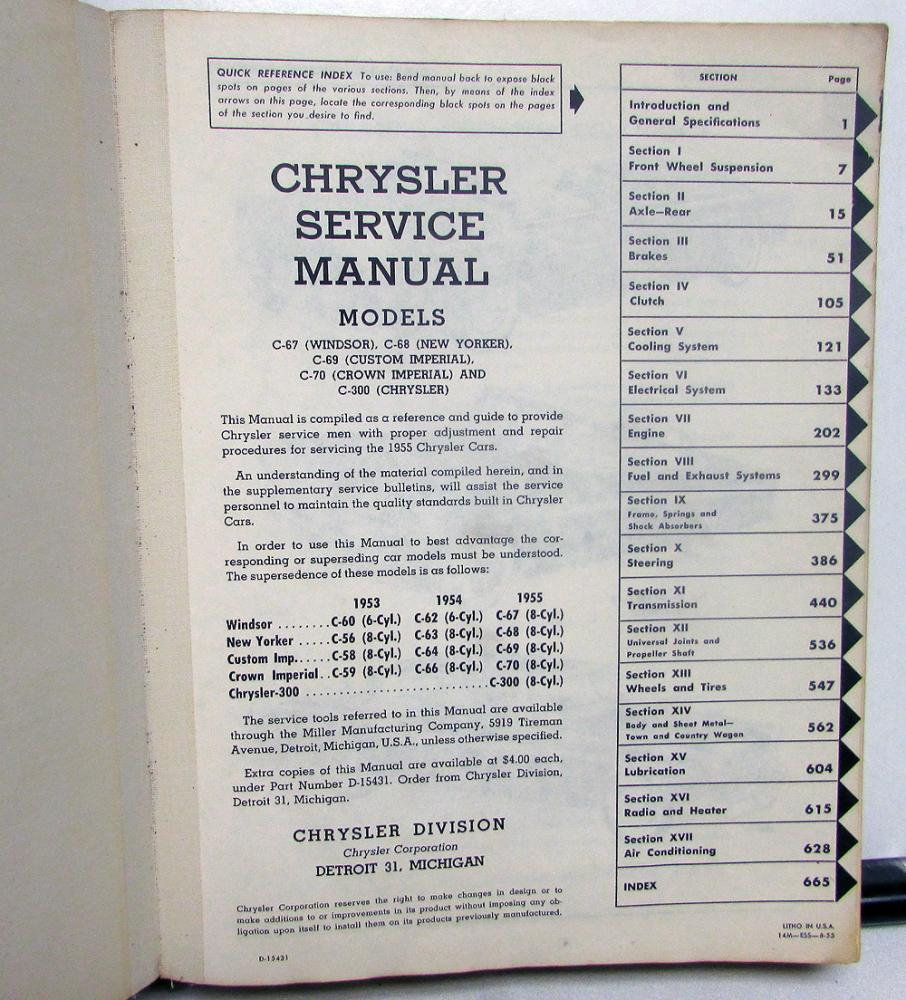 QUICK REFERENCE INDEX To use: Bend manual back to expose black
spots on pages of the various sections. Then, by means of the index
arrows on this page, locate the corresponding black spots on the pages
of the section you desire to find.
CHRYSLER
SERVICE
MANUAL
MODELS
C-67 (WINDSOR), C-68 (NEW YORKER),
C-69 (CUSTOM IMPERIAL),
C-70 (CROWN IMPERIAL) AND
C-300 (CHRYSLER)
This Manual is compiled as a reference and guide to provide
Chrysler service men with proper adjustment and repair
procedures for servicing the 1955 Chrysler Cars.
An understanding of the material compiled herein, and in
the supplementary service bulletins, will assist the service
personnel to maintain the quality standards built in Chrysler
Cars.
In order to use this Manual to best advantage the cor-
responding or superseding car models must be understood.
The supersedence of these models is as follows:
1953 1954 1955
Windsor ........C-60 (6-Cyl.) C-62 (6-Cyl.) C-67 (8-Cyl.)
New Yorker .....C-56 (8-Cyl.) C-63 (8-Cyl.) C-68 (8-Cyl.)
Custom Imp......C-58 (8-Cyl.) C-64 (8-Cyl.) C-69 (8-Cyl.)
Crown Imperial..C-59 (8-Cyl.) C-66 (8-Cyl.) C-70 (8-Cyl.)
Chrysler-300 ...........................C-300 (8-Cyl.)
The service tools referred to in this Manual are available
through the Miller Manufacturing Company, 5919 Tireman
Avenue, Detroit, Michigan, U.S.A., unless otherwise specified.
Extra copies of this Manual are available at $4.00 each,
under Part Number D-15431. Order from Chrysler Division,
Detroit 31, Michigan.
CHRYSLER DIVISION
Chrysler Corporation
DETROIT 31, MICHIGAN
Chrysler Corporation reserves the right to make changes in design or to
make additions to or improvements in its product without imposing any ob-
ligation upon itself to install them on its products previously manufactured.
D-15431
SECTION Page
Introduction and
General Specifications 1
Section I
Front Wheel Suspension 7
Section II
Axle—Rear 15
Section III
Brakes 51
Section IV
Clutch 105
Section V
Cooling System 121
Section VI
Electrical System 133
Section VII
Engine 202
Section VIII
Fuel and Exhaust Systems 299
Section IX
Frame, Springs and
Shock Absorbers 375
Section X
Steering 386
Section XI
Transmission 440
Section XII
Universal Joints and
Propeller Shaft 536
Section XIII
Wheels and Tires 547
Section XIV
Body and Sheet Metal—
Town and Country Wagon 562
Section XV
Lubrication 604
Section XVI
Radio and Heater 615
Section XVII
Air Conditioning 628
INDEX 665
LITHO IN U.S.A.
14M—ESS—8-55